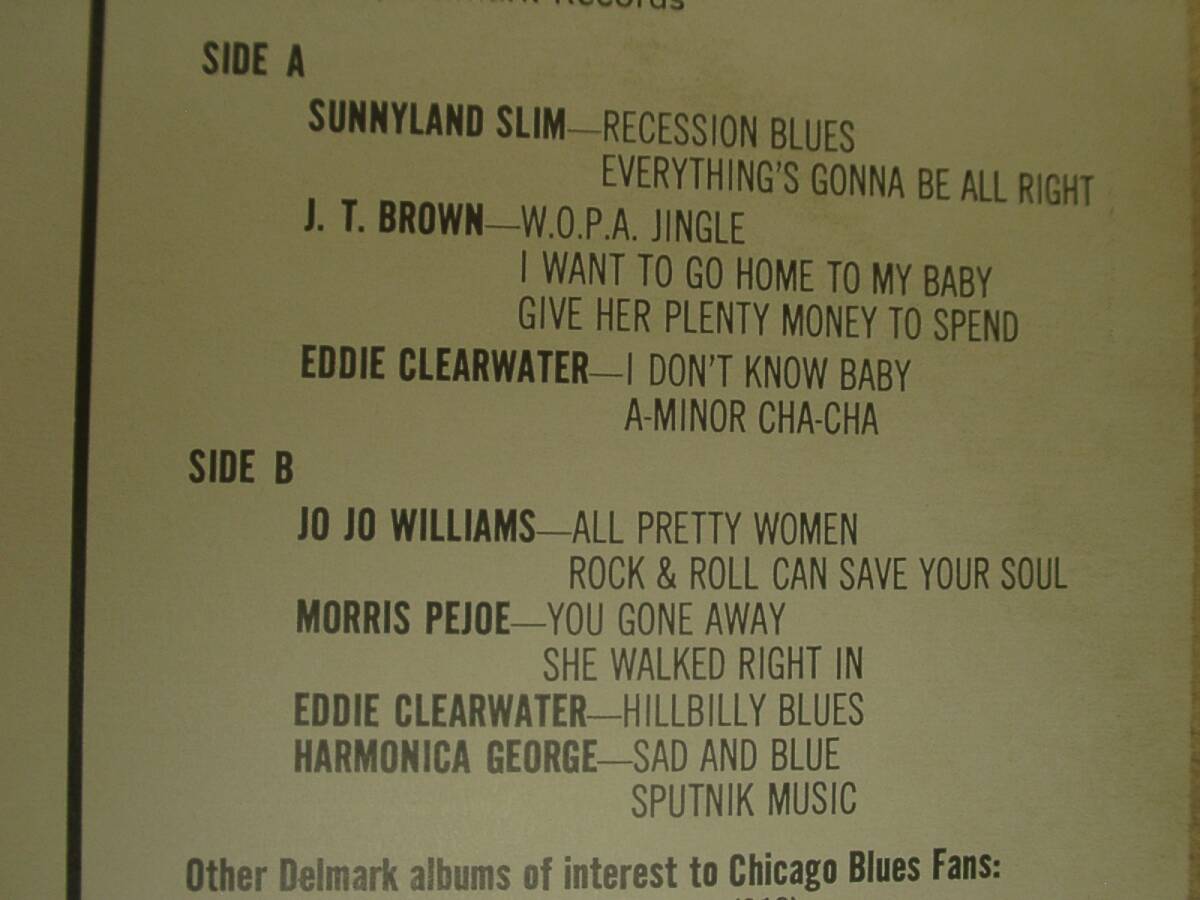 Records
SIDE A
SUNNYLAND SLIM—RECESSION BLUES
EVERYTHING'S GONNA BE ALL RIGHT
J. T. BROWN—W.O.P.A. JINGLE
I WANT TO GO HOME TO MY BABY
GIVE HER PLENTY MONEY TO SPEND
EDDIE CLEARWATER—I DON'T KNOW BABY
A-MINOR CHA-CHA
SIDE B
JO JO WILLIAMS—ALL PRETTY WOMEN
ROCK & ROLL CAN SAVE YOUR SOUL
MORRIS PEJOE—YOU GONE AWAY
SHE WALKED RIGHT IN
EDDIE CLEARWATER—HILLBILLY BLUES
HARMONICA GEORGE—SAD AND BLUE
SPUTNIK MUSIC
Other Delmark albums of interest to Chicago Blues Fans: